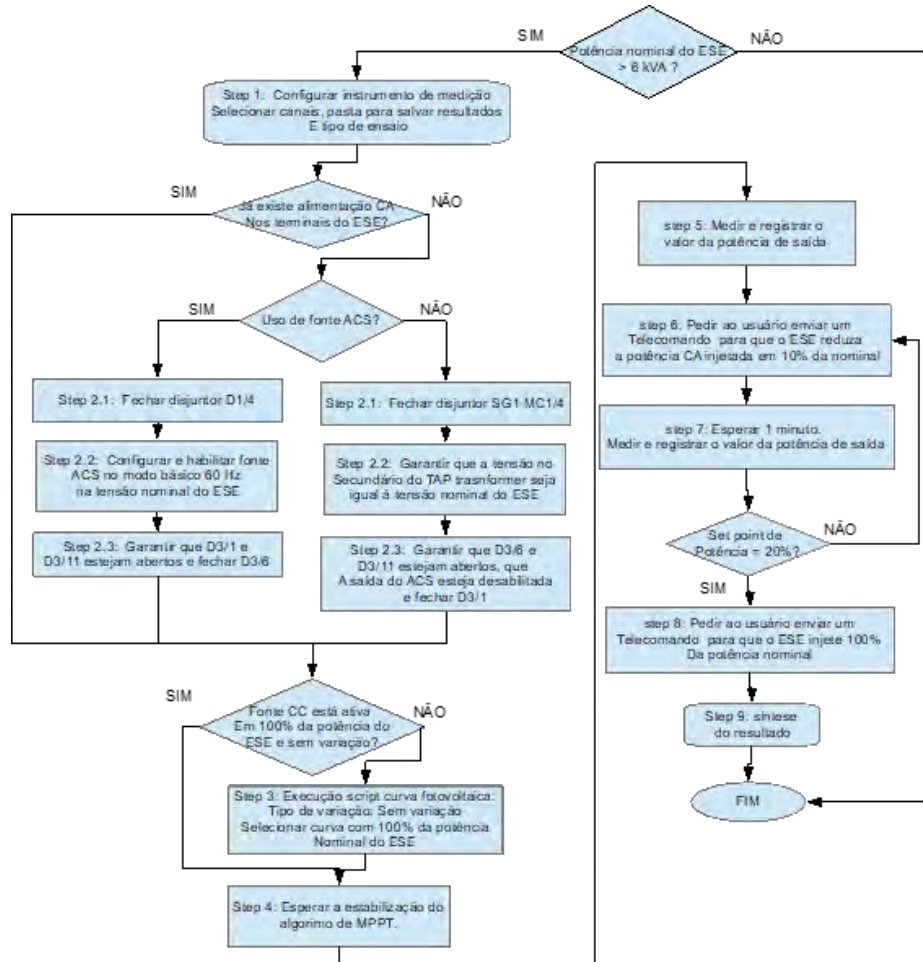 SIM
Potência nominal do ESE
> 6 kVA ?
NÃO
Step 1: Configurar instrumento de medição
Selecionar canais, pasta para salvar resultados
E tipo de ensaio
SIM
Já existe alimentação CA
Nos terminais do ESE?
NÃO
SIM
Uso de fonte ACS?
NÃO
Step 2.1: Fechar disjuntor D1/4
Step 2.2: Configurar e habilitar fonte
ACS no modo básico 60 Hz
na tensão nominal do ESE
Step 2.3: Garantir que D3/1 e
D3/11 estejam abertos e fechar D3/6
Step 2.1: Fechar disjuntor SG1 MC1/4
Step 2.2: Garantir que a tensão no
Secundário do TAP trasnformer seja
igual à tensão nominal do ESE
Step 2.3: Garantir que D3/6 e
D3/11 estejam abertos, que
A saída do ACS esteja desabilitada
e fechar D3/1
SIM
Fonte CC está ativa
Em 100% da potência do
ESE e sem variação?
NÃO
Step 3: Execução script curva fotovoltaica:
Tipo de variação: Sem variação
Selecionar curva com 100% da potência
Nominal do ESE
Step 4: Esperar a estabilização do
algorimo de MPPT.
step 5: Medir e registrar o
valor da potência de saída
step 6: Pedir ao usuário enviar um
Telecomando para que o ESE reduza
a potência CA injetada em 10% da nominal
step 7: Esperar 1 minuto.
Medir e registrar o valor da potência de saída
Set point de
Potência = 20%?
NÃO
SIM
step 8: Pedir ao usuário enviar um
Telecomando para que o ESE injete 100%
Da potência nominal
Step 9: síntese
do resultado
FIM